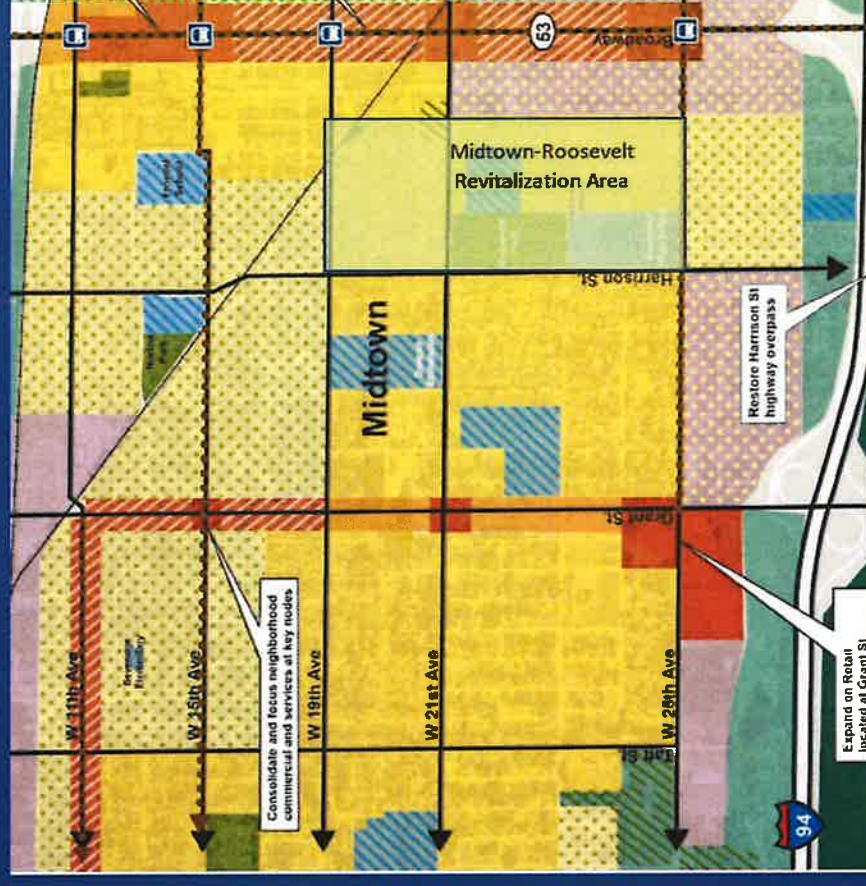 53
Broadway
Midtown-Roosevelt
Revitalization Area
Harrison St.
Midtown
Restore Harrison St
highway overpass
Grant St
Consolidate and focus neighborhood
commercial and services at key nodes
W 11th Ave
W 15th Ave
W 19th Ave
W 21st Ave
W 25th Ave
Taft St
Elementary
Expand on Retail
located at Grant St
94